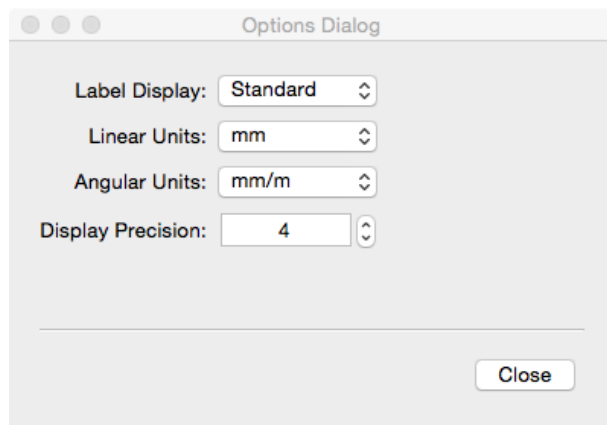 Options Dialog
Label Display: Standard
Linear Units: mm
Angular Units: mm/m
Display Precision: 4
Close